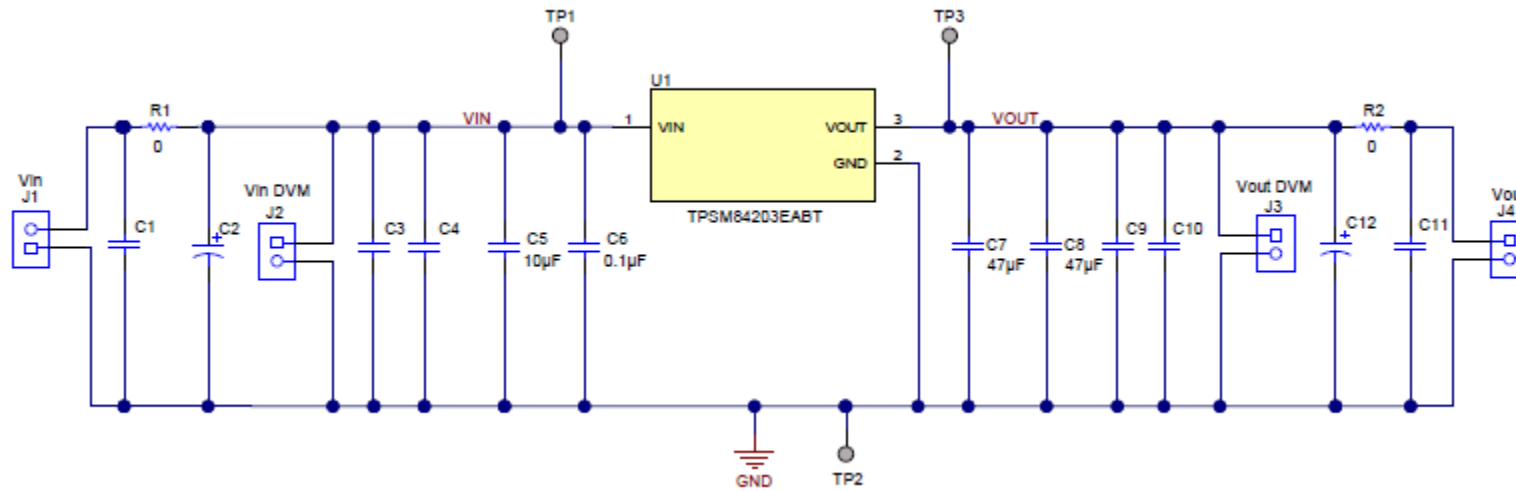 TP1
TP3
U1
R1
0
VIN
1
VIN
VOUT
3
VOUT
GND
2
R2
0
TPSM84203EABT
Vin
J1
C1
C2
+
Vin DVM
J2
C3
C4
C5
10µF
C6
0.1µF
C7
47µF
C8
47µF
C9
C10
Vout DVM
J3
C12
+
C11
Vou
J4
GND
TP2